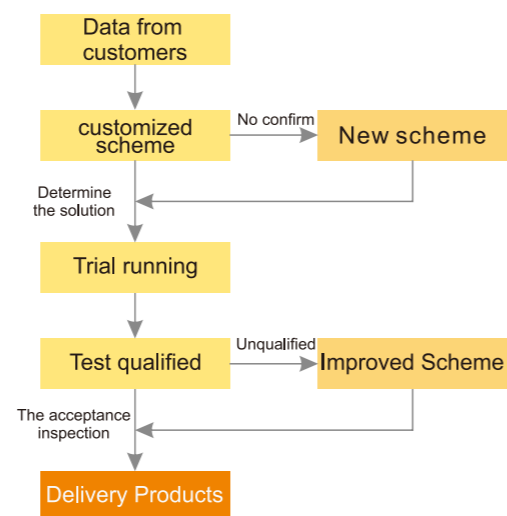 Data from
customers
customized
scheme
No confirm
New scheme
Determine
the solution
Trial running
Test qualified
Unqualified
Improved Scheme
The acceptance
inspection
Delivery Products